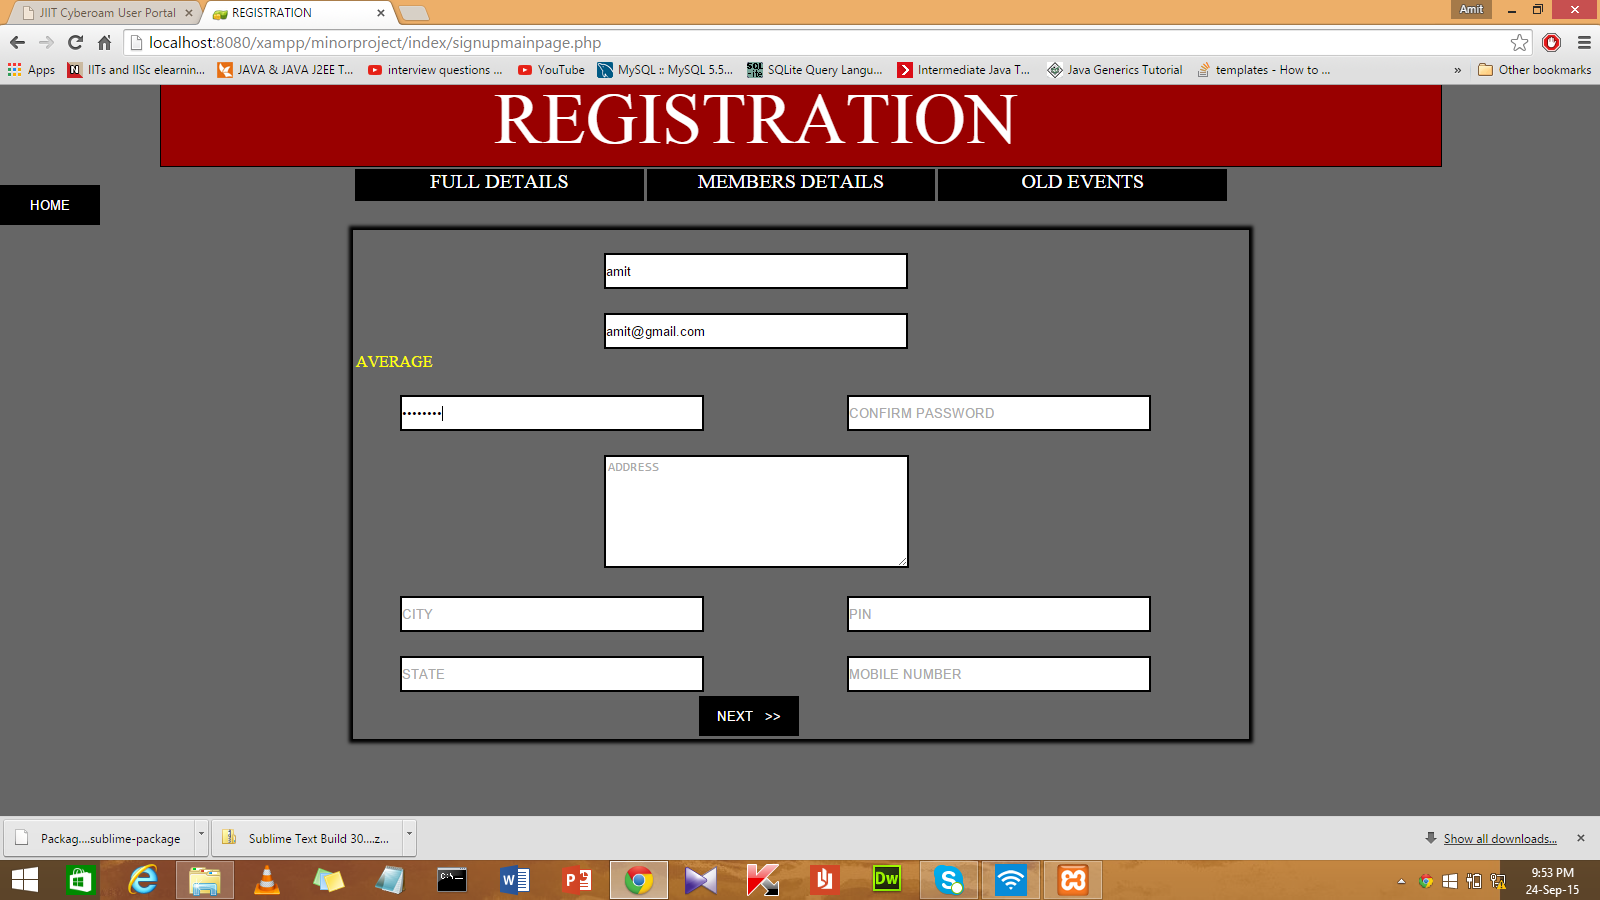 JIIT Cyberoam User Portal
REGISTRATION
Amit
localhost:8080/xampp/minorproject/index/signupmainpage.php
Apps
IITs and IISc elearnin...
JAVA & JAVA J2EE T...
interview questions ...
YouTube
MySQL :: MySQL 5.5...
SQLite Query Langu...
Intermediate Java T...
Java Generics Tutorial
templates - How to ...
»
Other bookmarks
REGISTRATION
FULL DETAILS
MEMBERS DETAILS
OLD EVENTS
HOME
amit
amit@gmail.com
AVERAGE
••••••••
CONFIRM PASSWORD
ADDRESS
CITY
PIN
STATE
MOBILE NUMBER
NEXT >>
Packag....sublime-package
Sublime Text Build 30....z...
Show all downloads...
Dw
9:53 PM
24-Sep-15